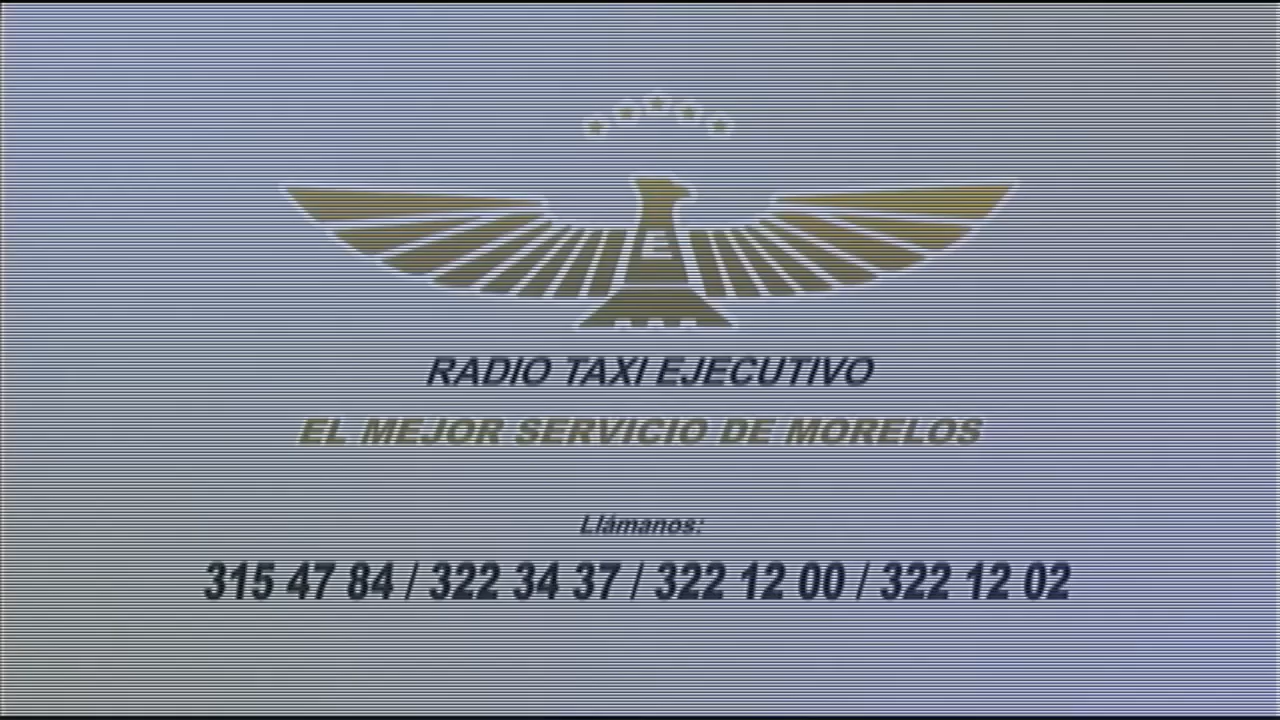 E
RADIO TAXI EJECUTIVO
EL MEJOR SERVICIO DE MORELOS
Llámanos:
315 47 84 / 322 34 37 / 322 12 00 / 322 12 02